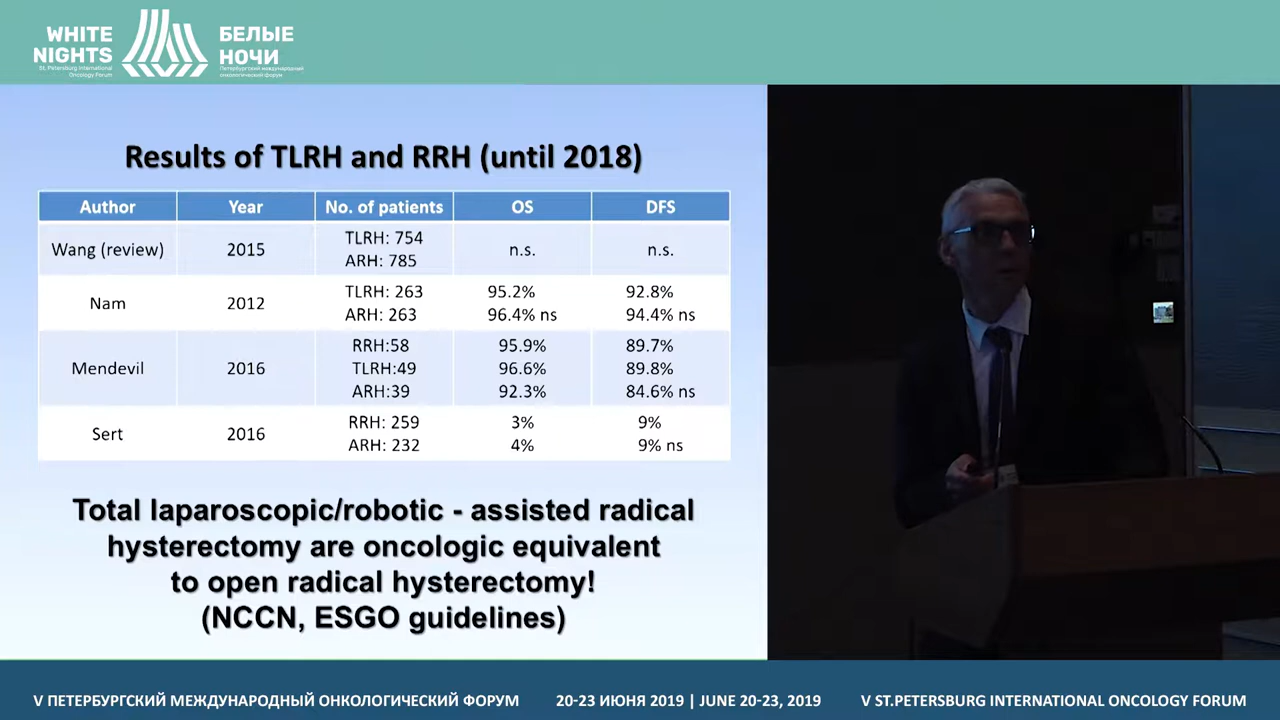 WHITE
NIGHTS
St. Petersburg International
Oncology Forum
БЕЛЫЕ
НОЧИ
Петербургский международный
онкологический форум
Results of TLRH and RRH (until 2018)
Author Year No. of patients OS DFS
Wang (review) 2015 TLRH: 754 n.s. n.s.
ARH: 785
Nam 2012 TLRH: 263 95.2% 92.8%
ARH: 263 96.4% ns 94.4% ns
Mendevil 2016 RRH:58 95.9% 89.7%
TLRH:49 96.6% 89.8%
ARH:39 92.3% 84.6% ns
Sert 2016 RRH: 259 3% 9%
ARH: 232 4% 9% ns
Total laparoscopic/robotic - assisted radical
hysterectomy are oncologic equivalent
to open radical hysterectomy!
(NCCN, ESGO guidelines)
V ПЕТЕРБУРГСКИЙ МЕЖДУНАРОДНЫЙ ОНКОЛОГИЧЕСКИЙ ФОРУМ 20-23 ИЮНЯ 2019 | JUNE 20-23, 2019 V ST.PETERSBURG INTERNATIONAL ONCOLOGY FORUM